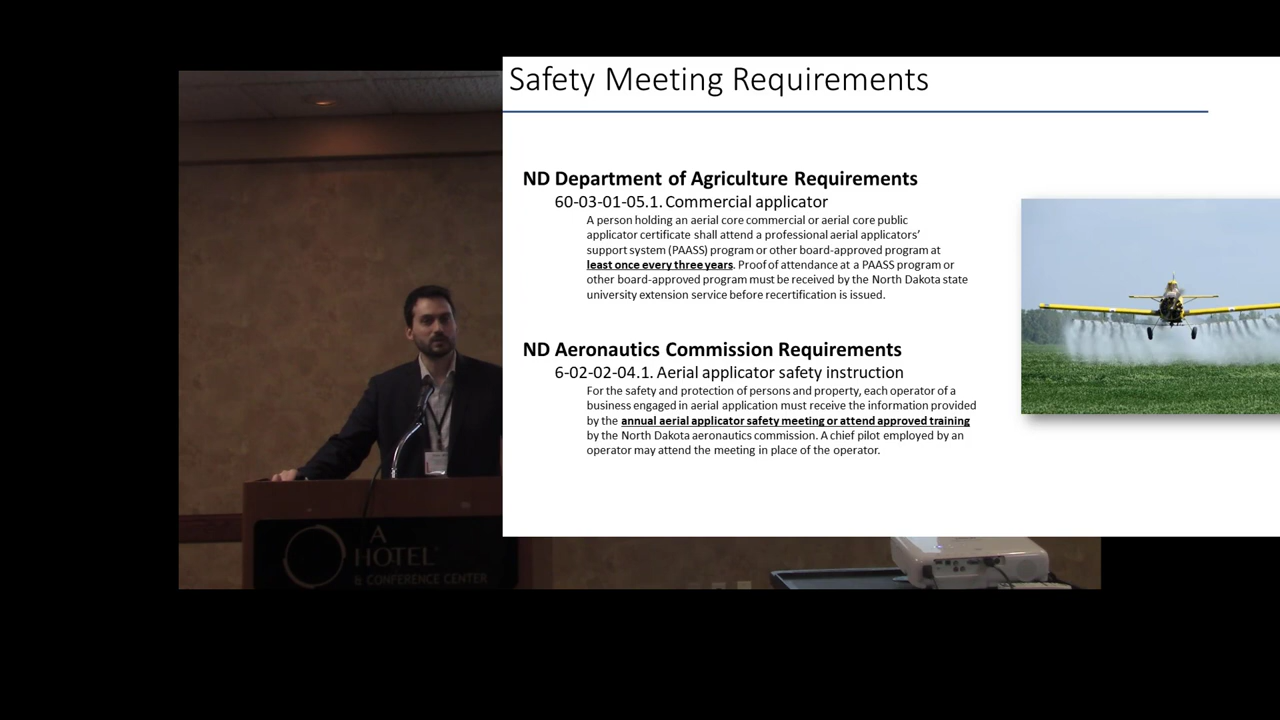 Safety Meeting Requirements
ND Department of Agriculture Requirements
60-03-01-05.1. Commercial applicator
A person holding an aerial core commercial or aerial core public
applicator certificate shall attend a professional aerial applicators’
support system (PAASS) program or other board-approved program at
least once every three years. Proof of attendance at a PAASS program or
other board-approved program must be received by the North Dakota state
university extension service before recertification is issued.
ND Aeronautics Commission Requirements
6-02-02-04.1. Aerial applicator safety instruction
For the safety and protection of persons and property, each operator of a
business engaged in aerial application must receive the information provided
by the annual aerial applicator safety meeting or attend approved training
by the North Dakota aeronautics commission. A chief pilot employed by an
operator may attend the meeting in place of the operator.
A
HOTEL
& CONFERENCE CENTER